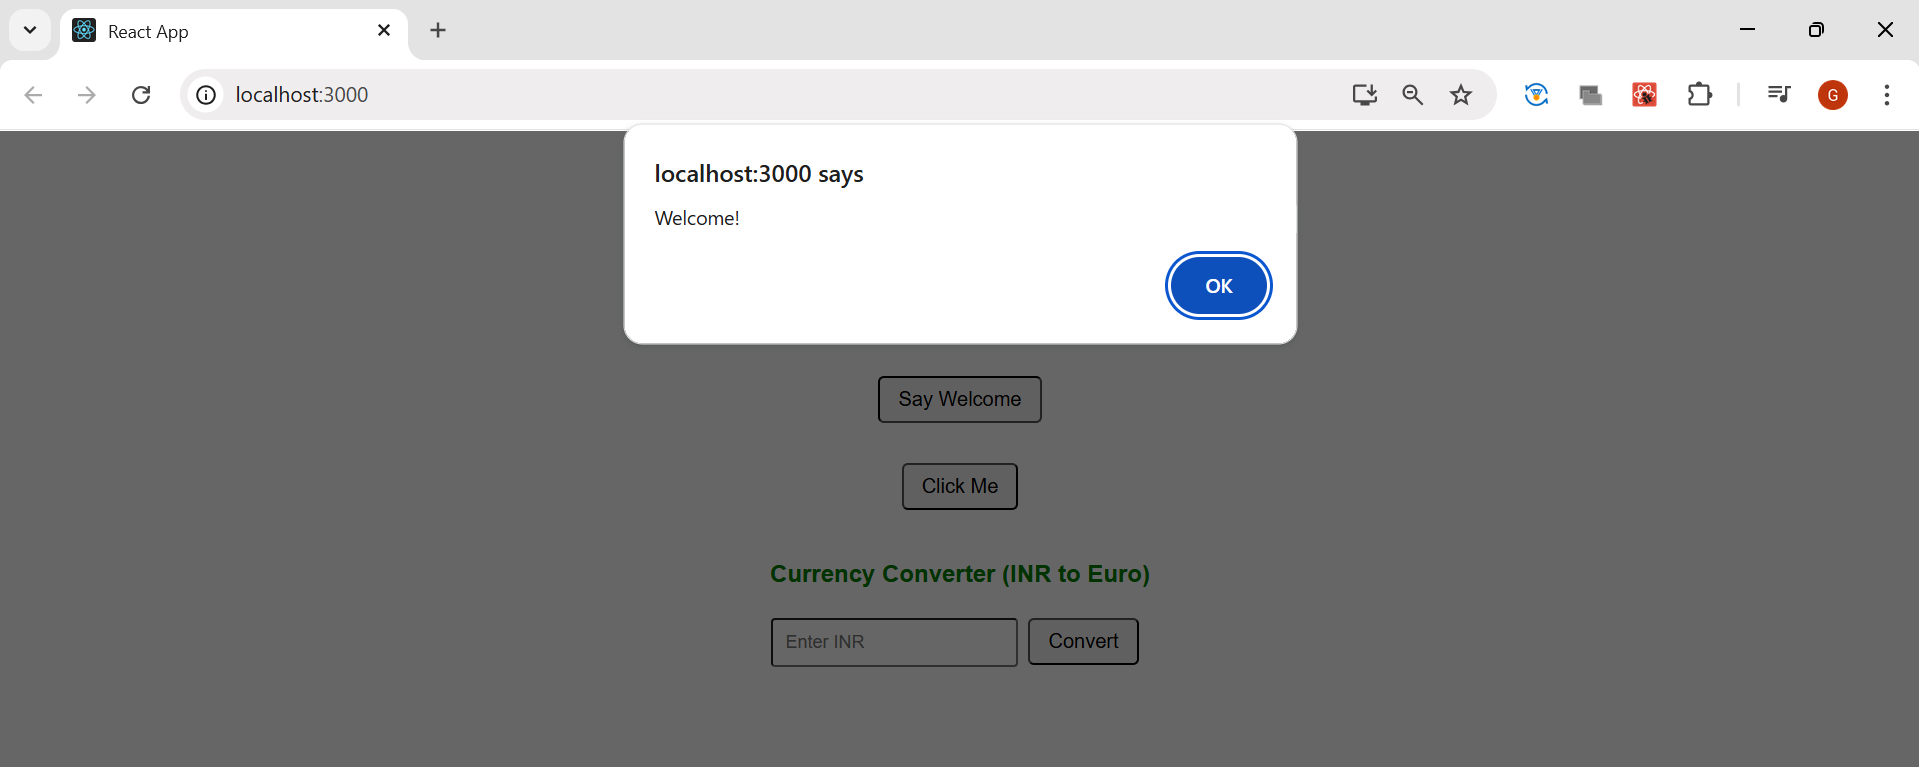 React App
localhost:3000
G
localhost:3000 says
Welcome!
OK
Say Welcome
Click Me
Currency Converter (INR to Euro)
Enter INR Convert